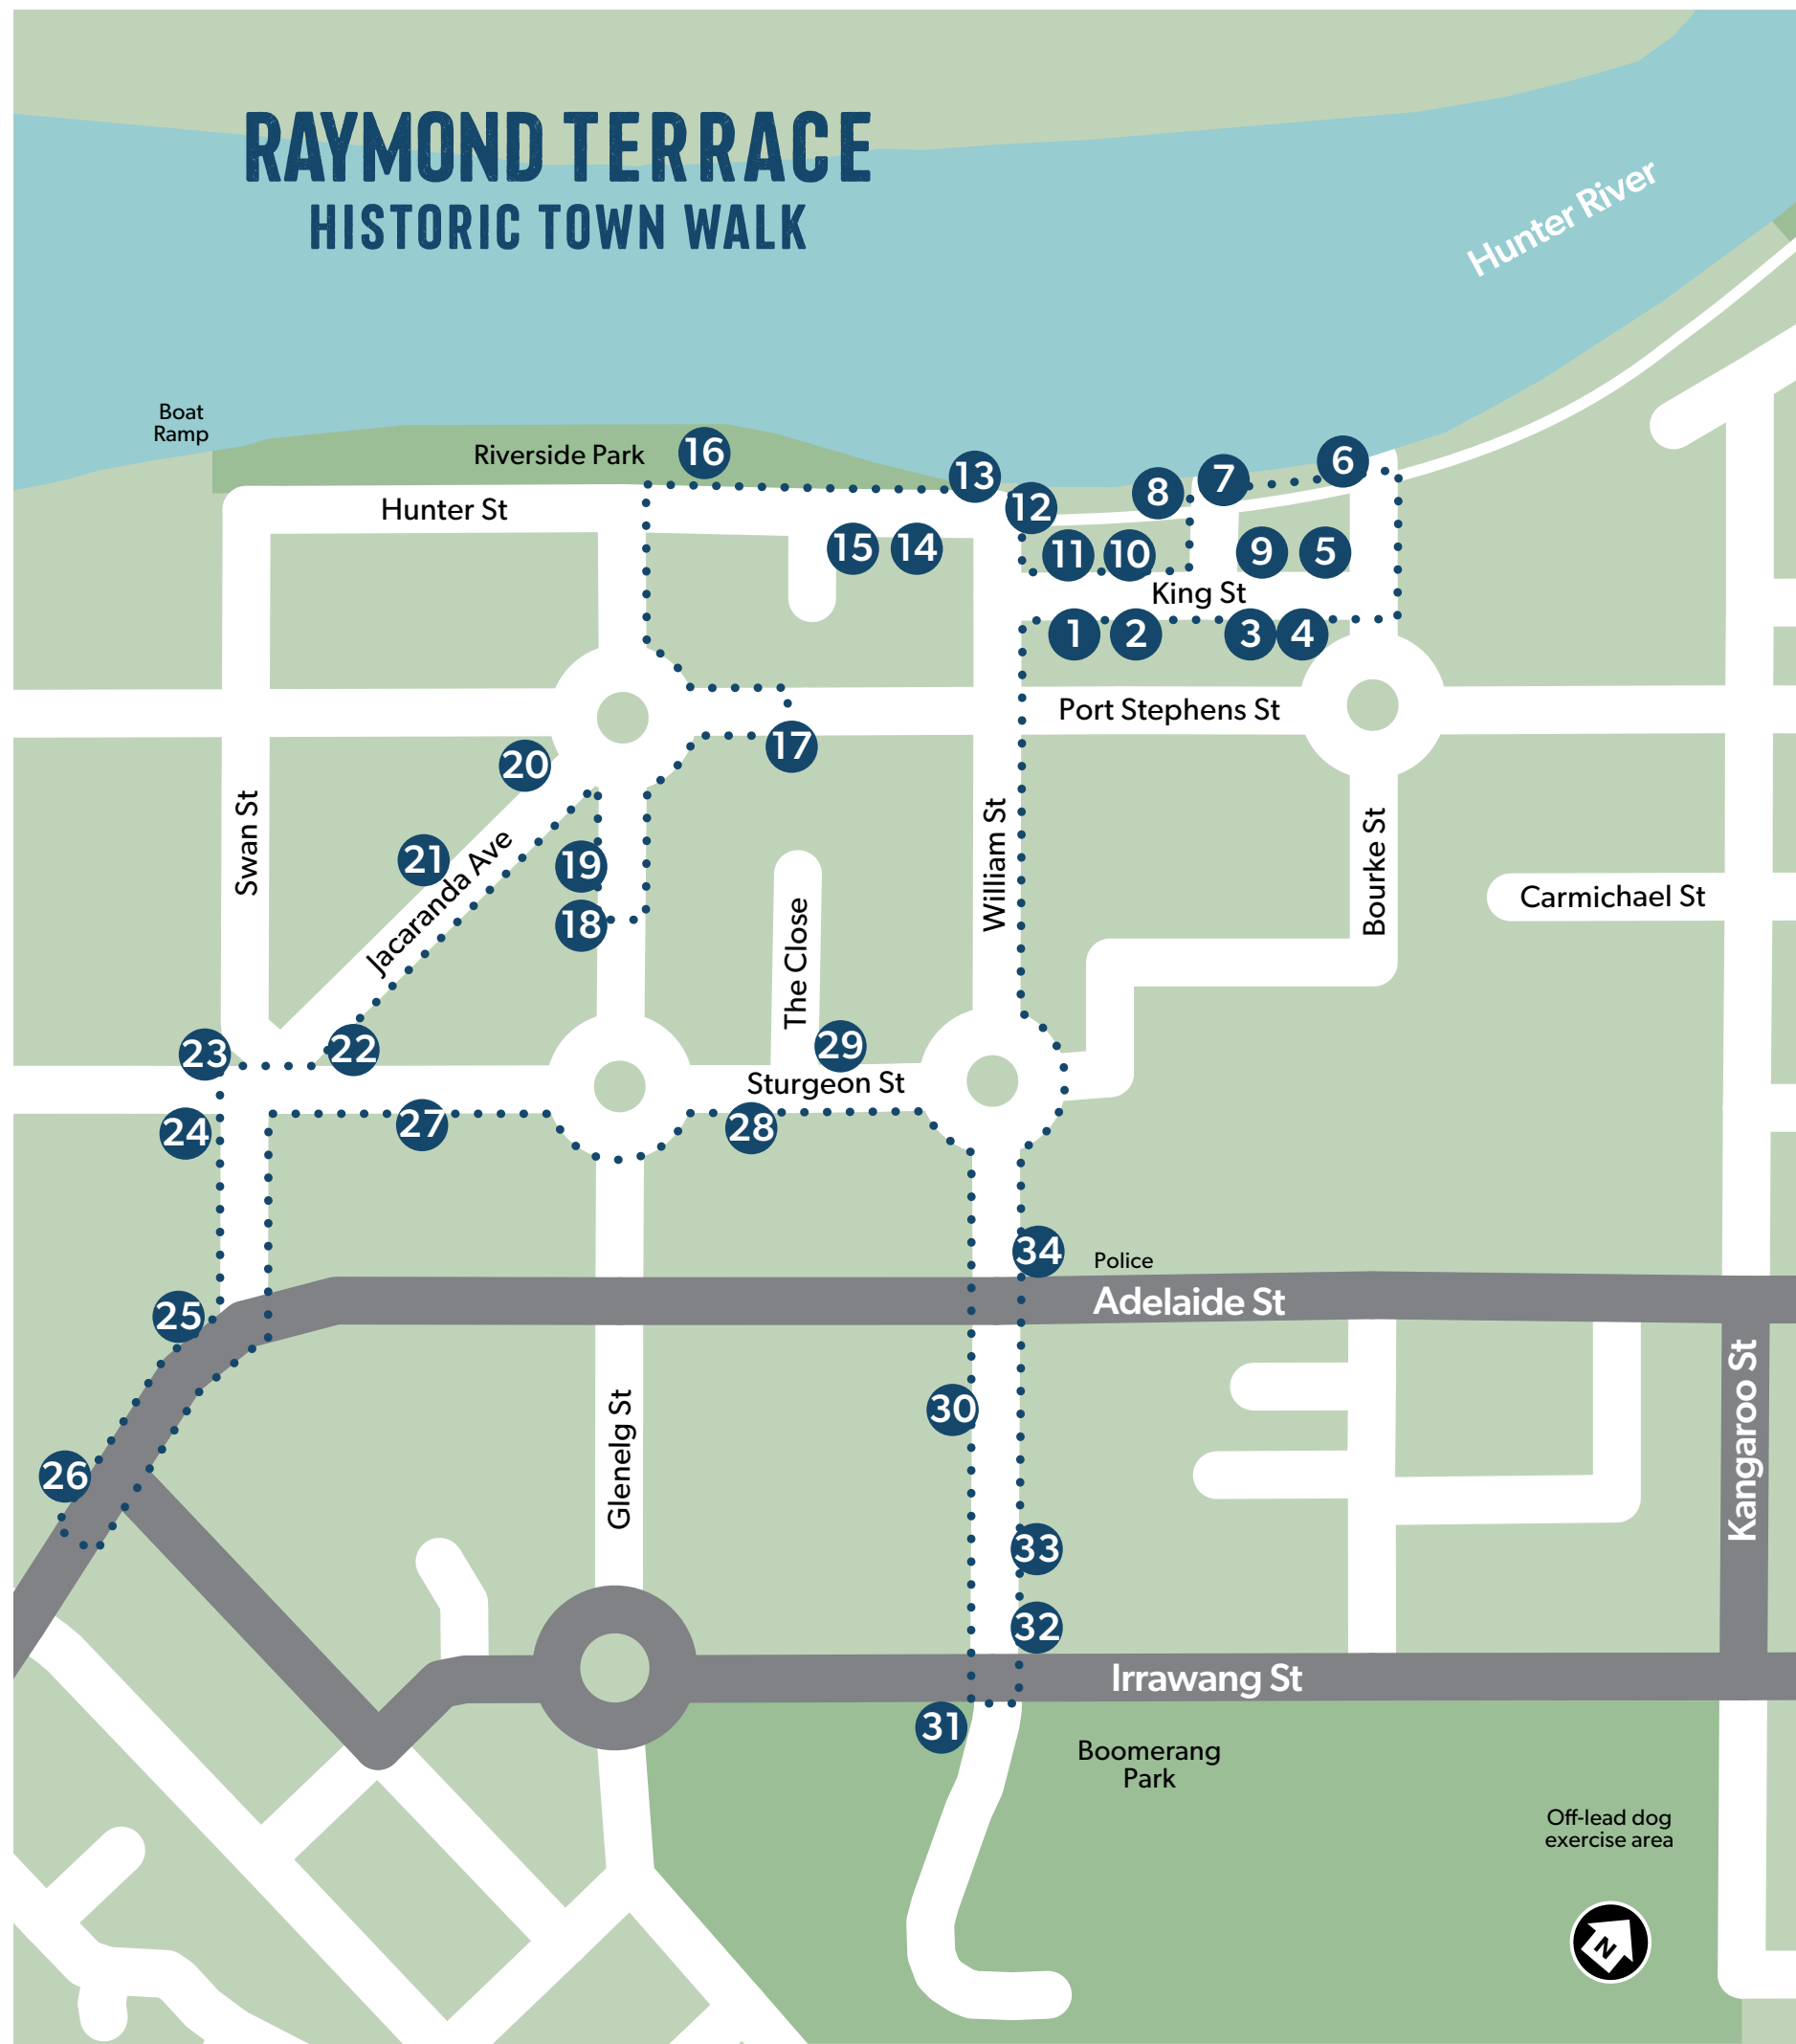 RAYMOND TERRACE
HISTORIC TOWN WALK
Hunter River
Boat
Ramp
Riverside Park
16
13
6
7
8
12
Hunter St
15
14
11
10
9
5
King St
1
2
3
4
Port Stephens St
17
20
Swan St
21
Jacaranda Ave
19
18
The Close
William St
Bourke St
Carmichael St
23
22
29
Sturgeon St
24
27
28
34
Police
Adelaide St
25
30
Glenelg St
Kangaroo St
26
33
32
Irrawang St
31
Boomerang
Park
Off-lead dog
exercise area
N